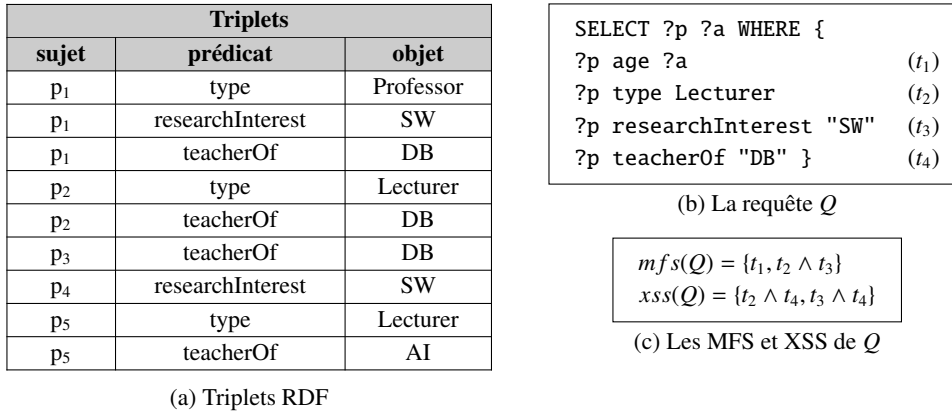 Triplets
sujet prédicat objet
p₁ type Professor
p₁ researchInterest SW
p₁ teacherOf DB
p₂ type Lecturer
p₂ teacherOf DB
p₃ teacherOf DB
p₄ researchInterest SW
p₅ type Lecturer
p₅ teacherOf AI
(a) Triplets RDF
SELECT ?p ?a WHERE {
?p age ?a (t₁)
?p type Lecturer (t₂)
?p researchInterest "SW" (t₃)
?p teacherOf "DB" } (t₄)
(b) La requête Q
mfs(Q) = {t₁, t₂ ∧ t₃}
xss(Q) = {t₂ ∧ t₄, t₃ ∧ t₄}
(c) Les MFS et XSS de Q